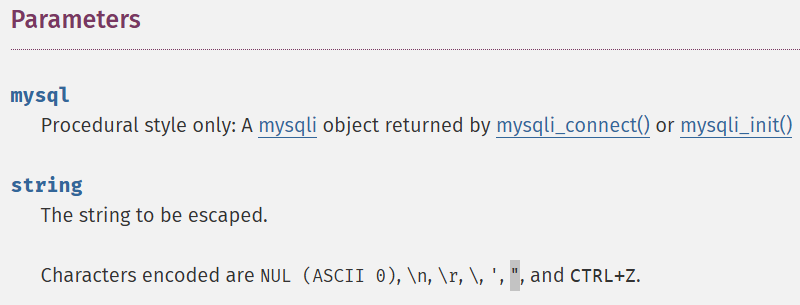 Parameters
mysql
Procedural style only: A mysqli object returned by mysqli_connect() or mysqli_init()
string
The string to be escaped.
Characters encoded are NUL (ASCII 0), \n, \r, \, ', ", and CTRL+Z.